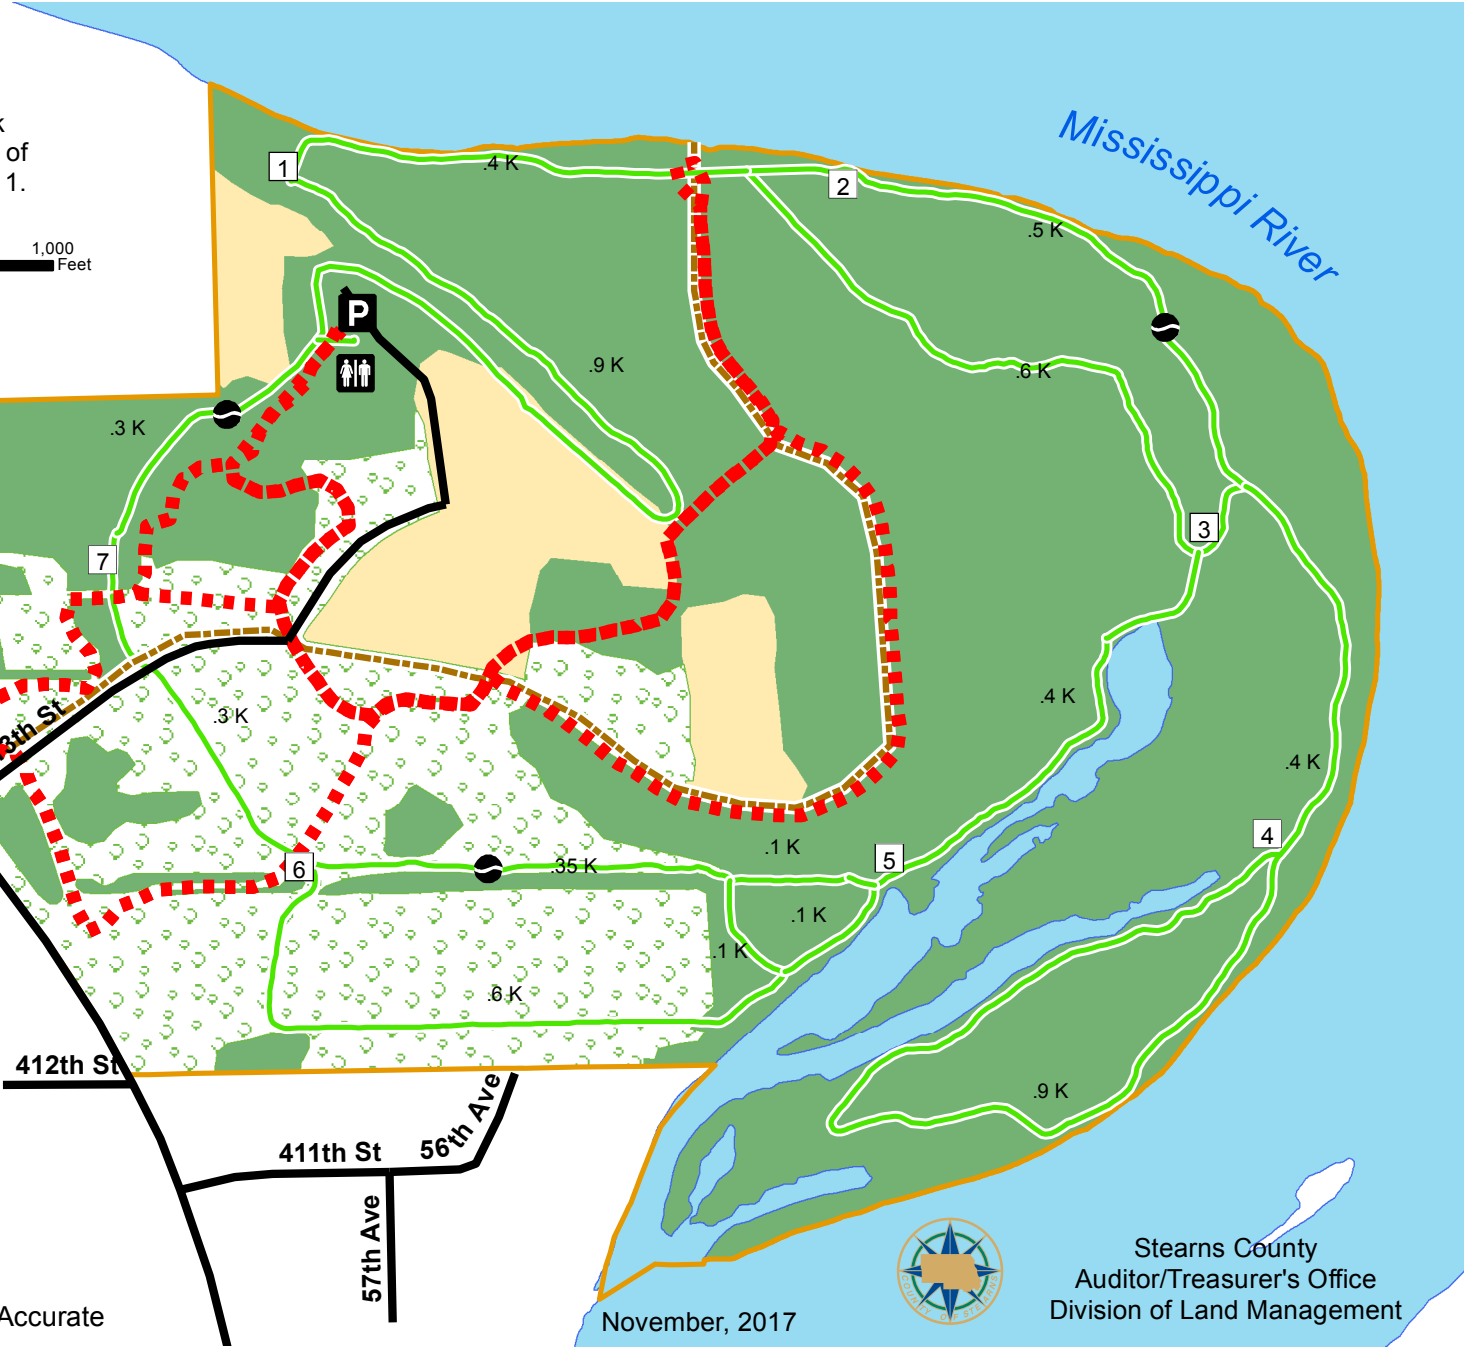 k
of
1.
1,000
Feet
Mississippi River
1
.4 K
2
.5 K
P
.9 K
.6 K
.3 K
3
7
.3 K
3th St
.4 K
.4 K
4
.1 K
5
6
.35 K
.1 K
.1 K
.6 K
.9 K
412th St
411th St
56th Ave
57th Ave
Stearns County
Auditor/Treasurer's Office
Division of Land Management
Accurate
November, 2017